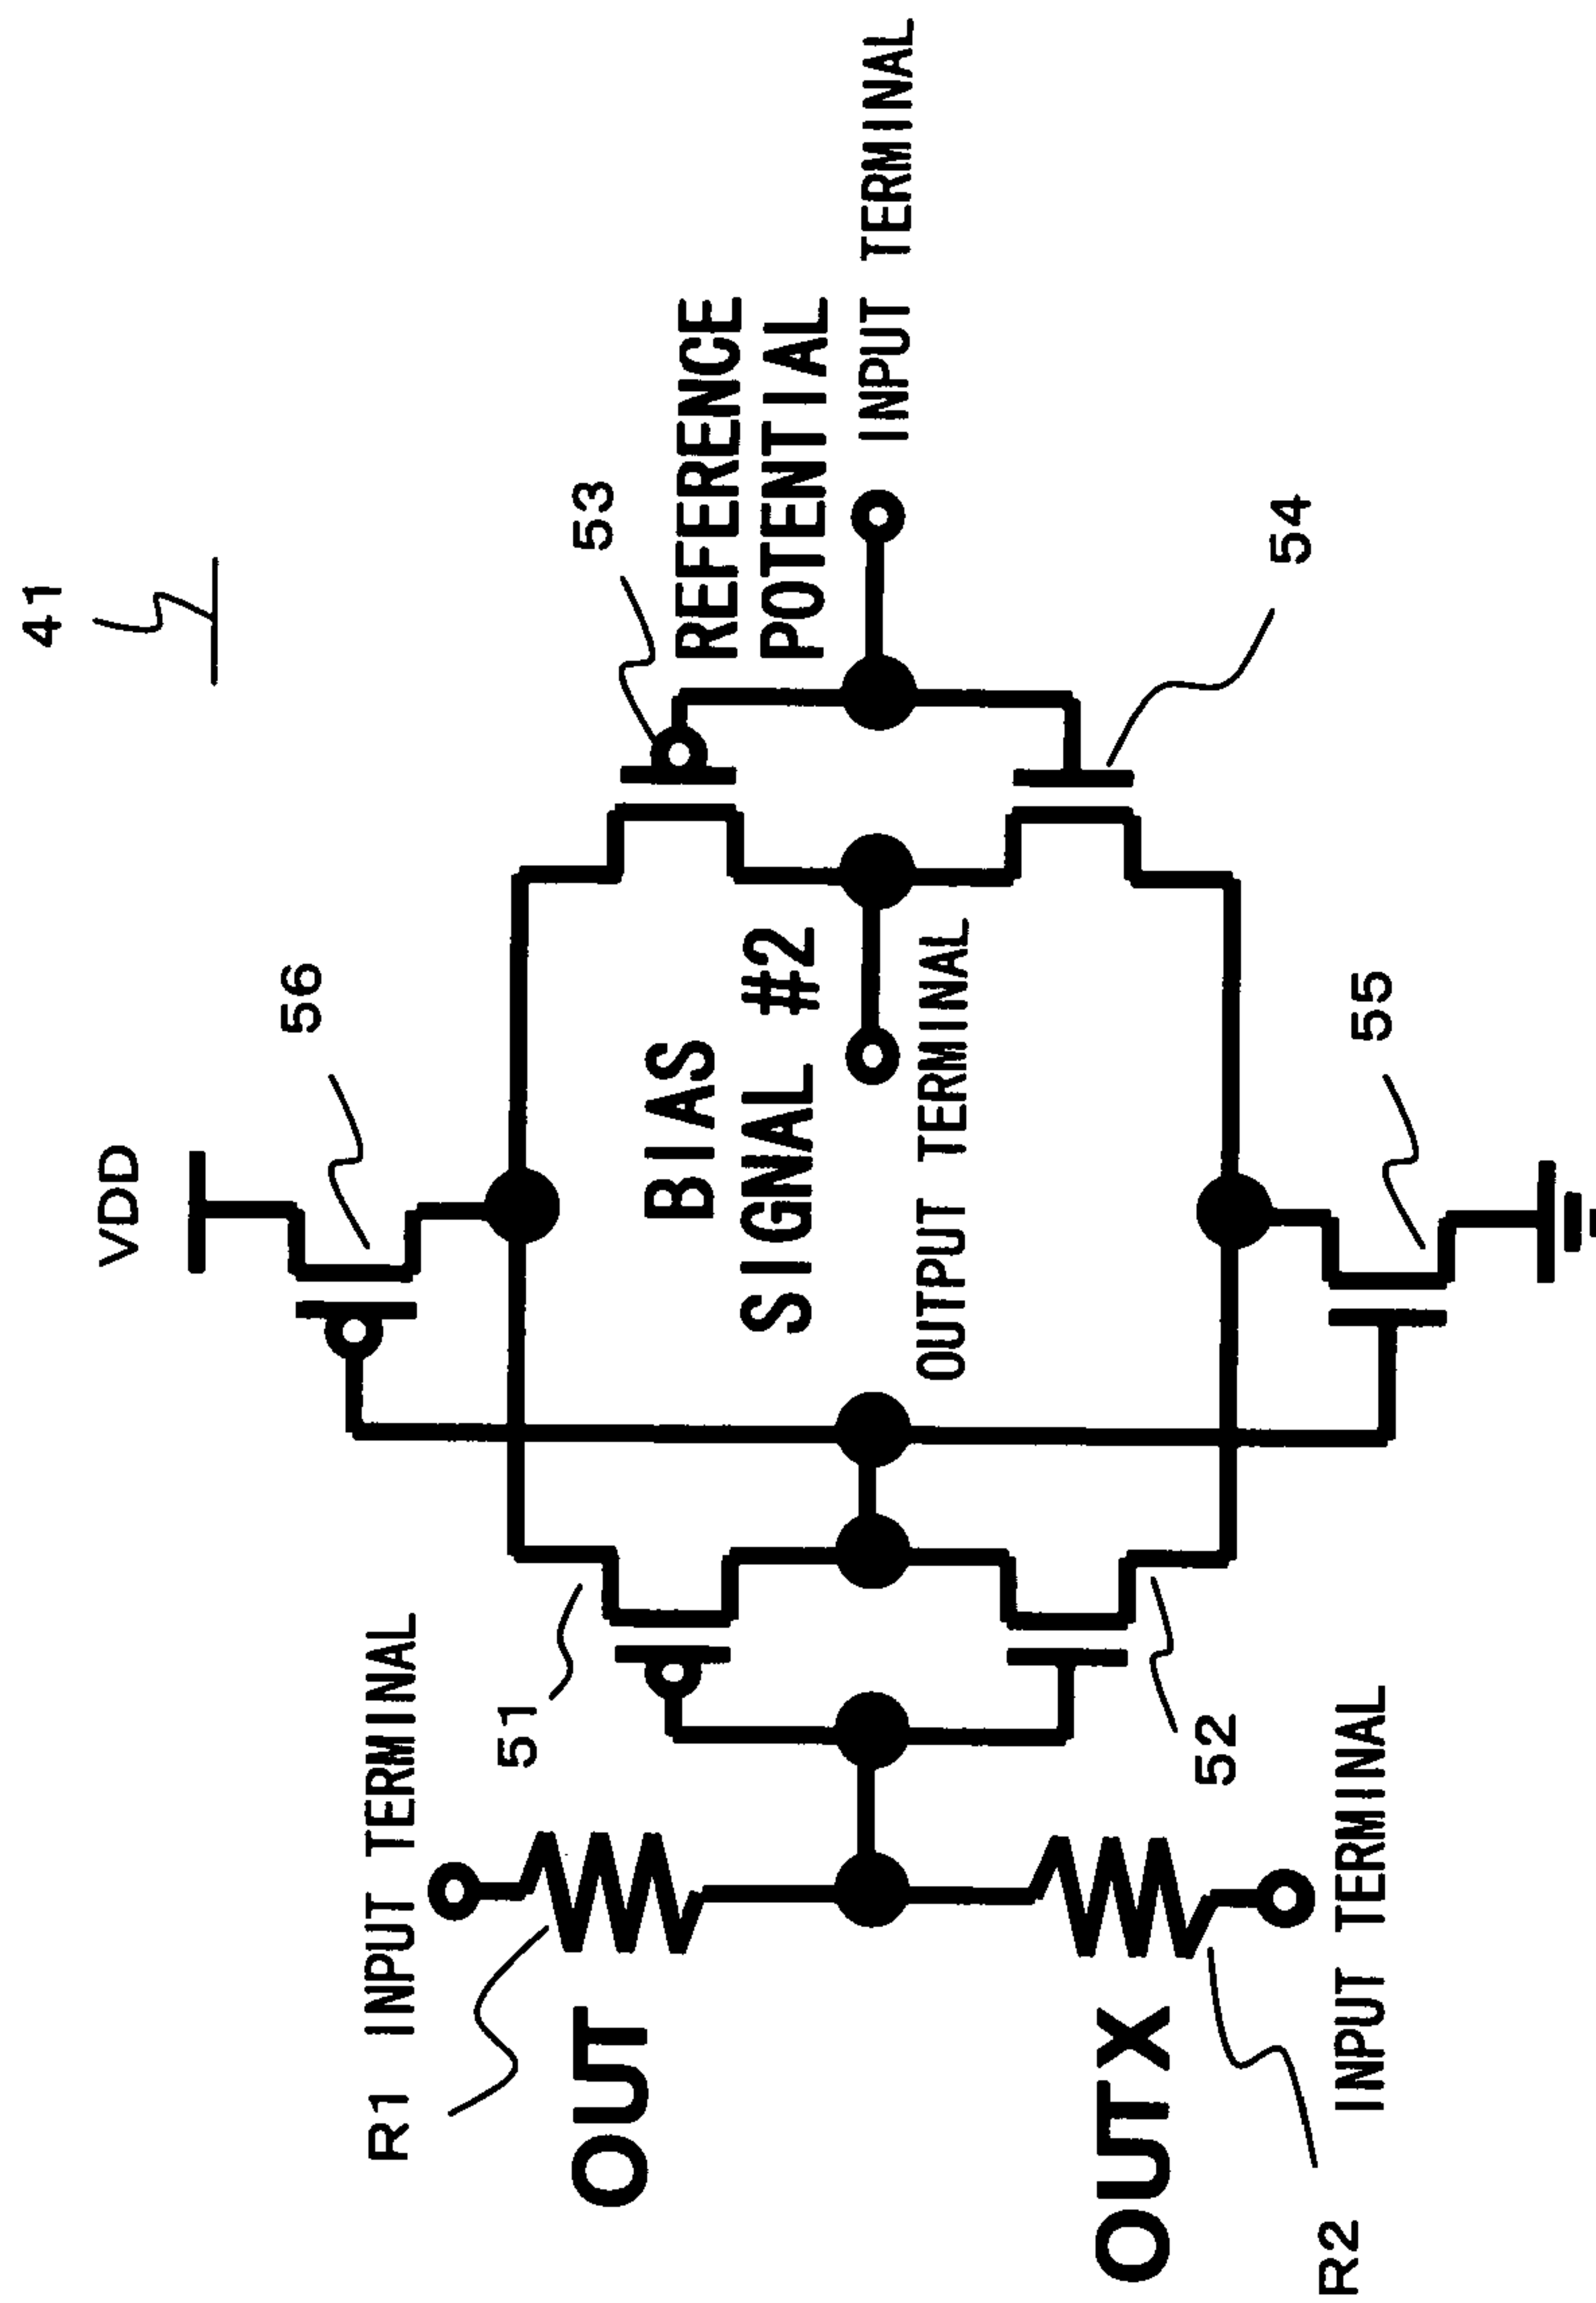 41
VDD
56
53
REFERENCE
POTENTIAL
INPUT TERMINAL
BIAS
SIGNAL #2
OUTPUT TERMINAL
54
55
INPUT TERMINAL
51
52
R1
OUT
OUTX
INPUT TERMINAL
R2